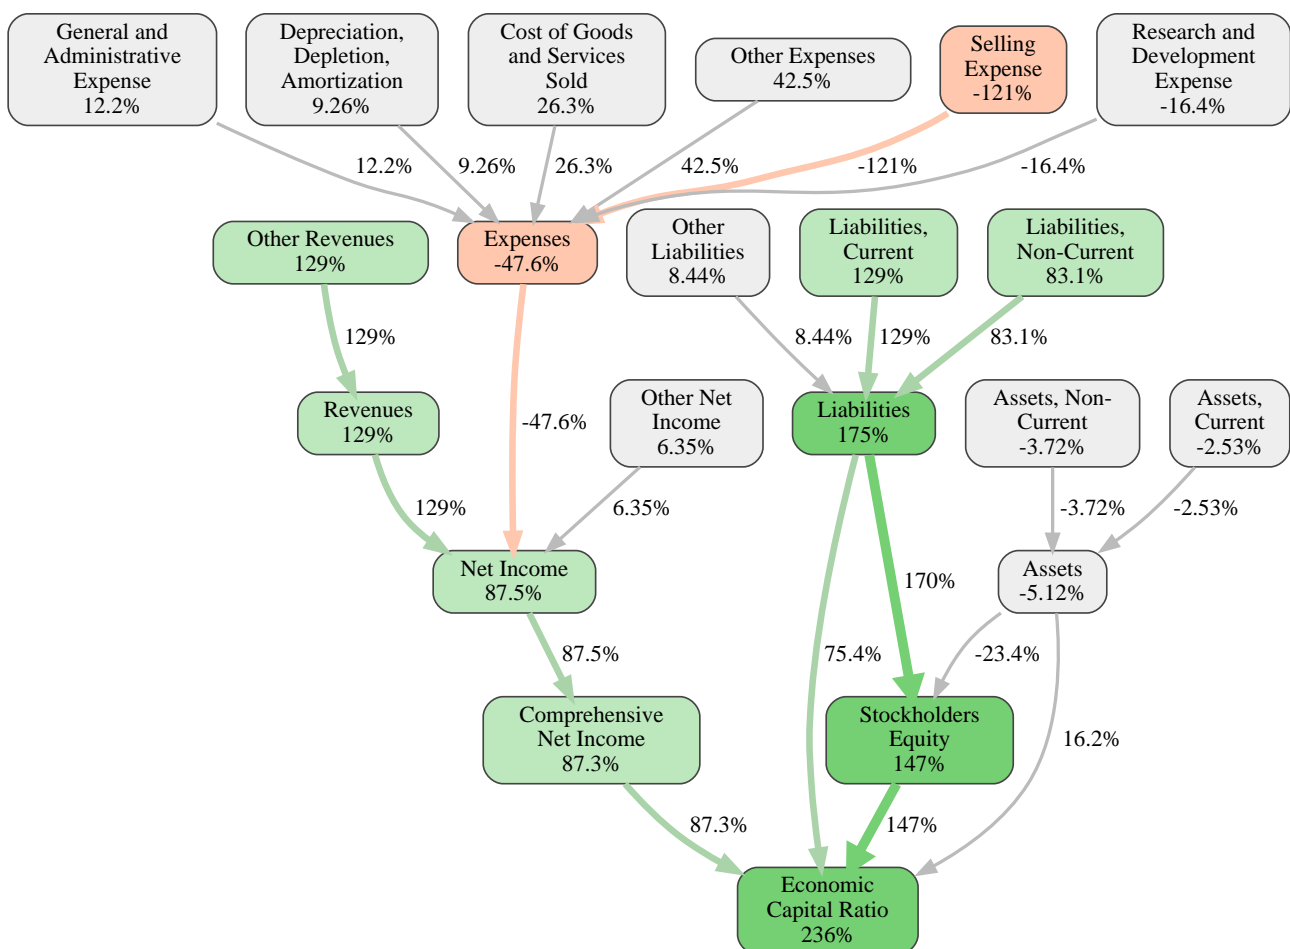 General and
Administrative
Expense
12.2%
Depreciation,
Depletion,
Amortization
9.26%
Cost of Goods
and Services
Sold
26.3%
Other Expenses
42.5%
Selling
Expense
-121%
Research and
Development
Expense
-16.4%
12.2%
9.26%
26.3%
42.5%
-121%
-16.4%
Other Revenues
129%
Expenses
-47.6%
Other
Liabilities
8.44%
Liabilities,
Current
129%
Liabilities,
Non-Current
83.1%
129%
8.44%
129%
83.1%
Revenues
129%
-47.6%
Other Net
Income
6.35%
Liabilities
175%
Assets, Non-
Current
-3.72%
Assets,
Current
-2.53%
129%
6.35%
-3.72%
-2.53%
Net Income
87.5%
170%
Assets
-5.12%
87.5%
75.4%
-23.4%
Comprehensive
Net Income
87.3%
Stockholders
Equity
147%
16.2%
87.3%
147%
Economic
Capital Ratio
236%